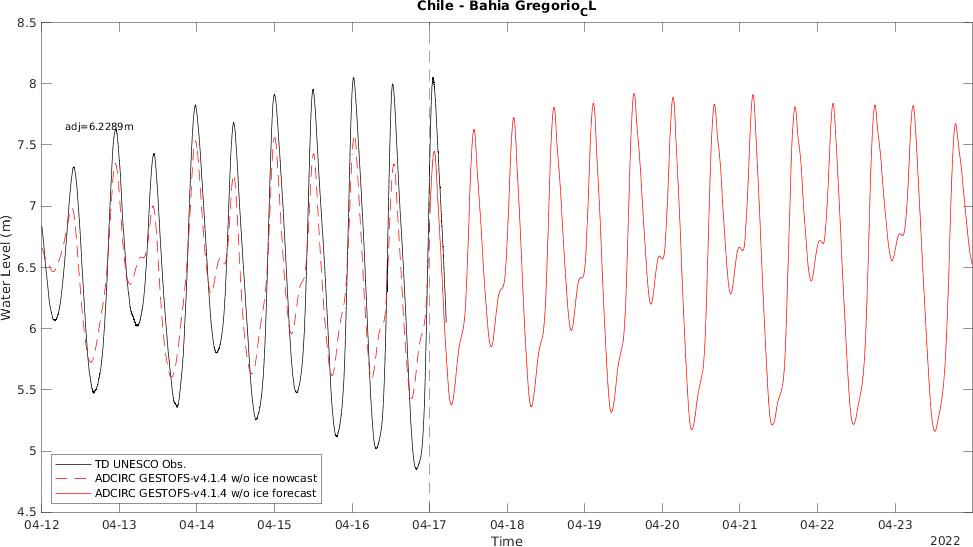 Chile - Bahia Gregorio_CL
8.5
8
7.5
7
6.5
6
5.5
5
4.5
Water Level (m)
adj=6.2289m
TD UNESCO Obs.
ADCIRC GESTOFS-v4.1.4 w/o ice nowcast
ADCIRC GESTOFS-v4.1.4 w/o ice forecast
04-12 04-13 04-14 04-15 04-16 04-17 04-18 04-19 04-20 04-21 04-22 04-23
Time
2022